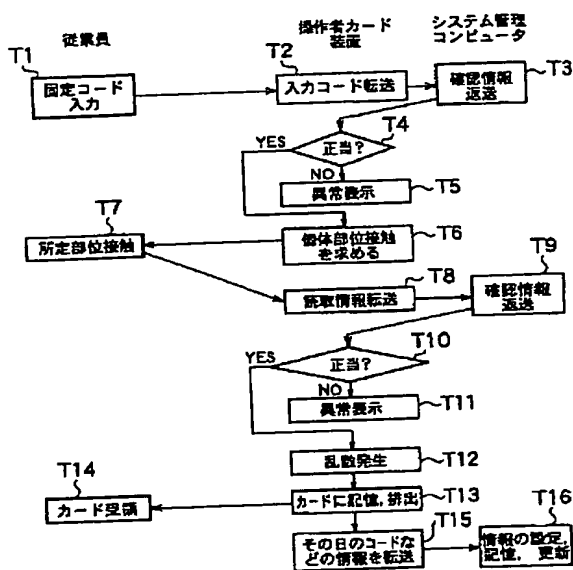 従業員
操作者カード
装置
システム管理
コンピュータ
T1
固定コード
入力
T2
入力コード転送
T3
確認情報
返送
T4
正当?
YES
NO
異常表示
T5
T7
所定部位接触
個体部位接触
を求める
T6
T8
読取情報転送
T9
確認情報
返送
T10
正当?
YES
NO
異常表示
T11
乱数発生
T12
T14
カード受領
カードに記憶,排出
T13
T15
その日のコードな
どの情報を転送
T16
情報の設定,
記憶, 更新